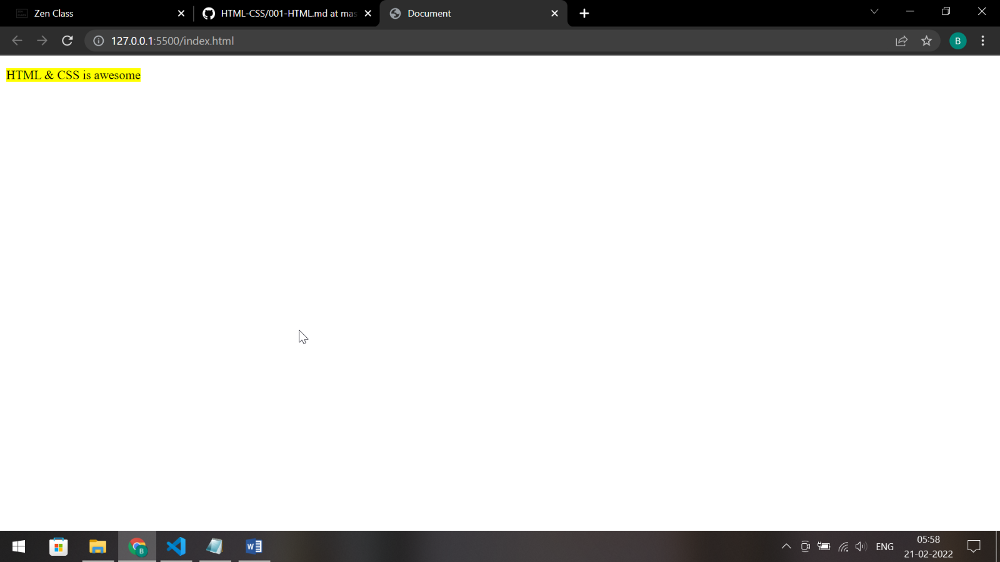 Zen Class
HTML-CSS/001-HTML.md at mas
Document
127.0.0.1:5500/index.html
B
HTML & CSS is awesome
B
W
ENG
05:58
21-02-2022